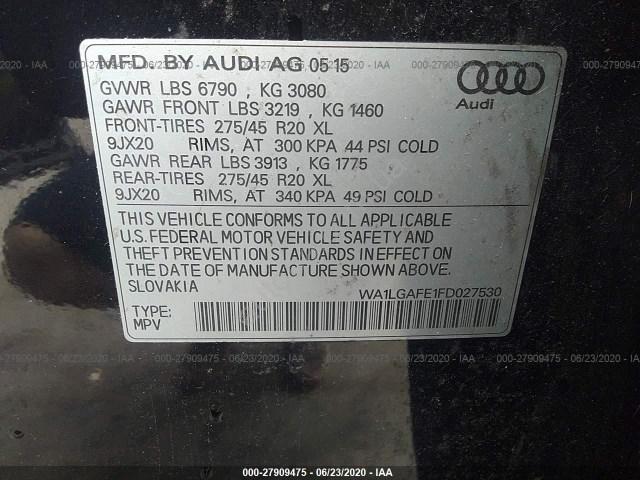 MFD. BY AUDI AG 05 15
GVWR LBS 6790 , KG 3080
GAWR FRONT LBS 3219 , KG 1460
FRONT-TIRES 275/45 R20 XL
9JX20 RIMS, AT 300 KPA 44 PSI COLD
GAWR REAR LBS 3913 , KG 1775
REAR-TIRES 275/45 R20 XL
9JX20 RIMS, AT 340 KPA 49 PSI COLD
Audi
THIS VEHICLE CONFORMS TO ALL APPLICABLE
U.S. FEDERAL MOTOR VEHICLE SAFETY AND
THEFT PREVENTION STANDARDS IN EFFECT ON
THE DATE OF MANUFACTURE SHOWN ABOVE.
SLOVAKIA
WA1LGAFE1FD027530
TYPE:
MPV
000-27909475 - 06/23/2020 - IAA